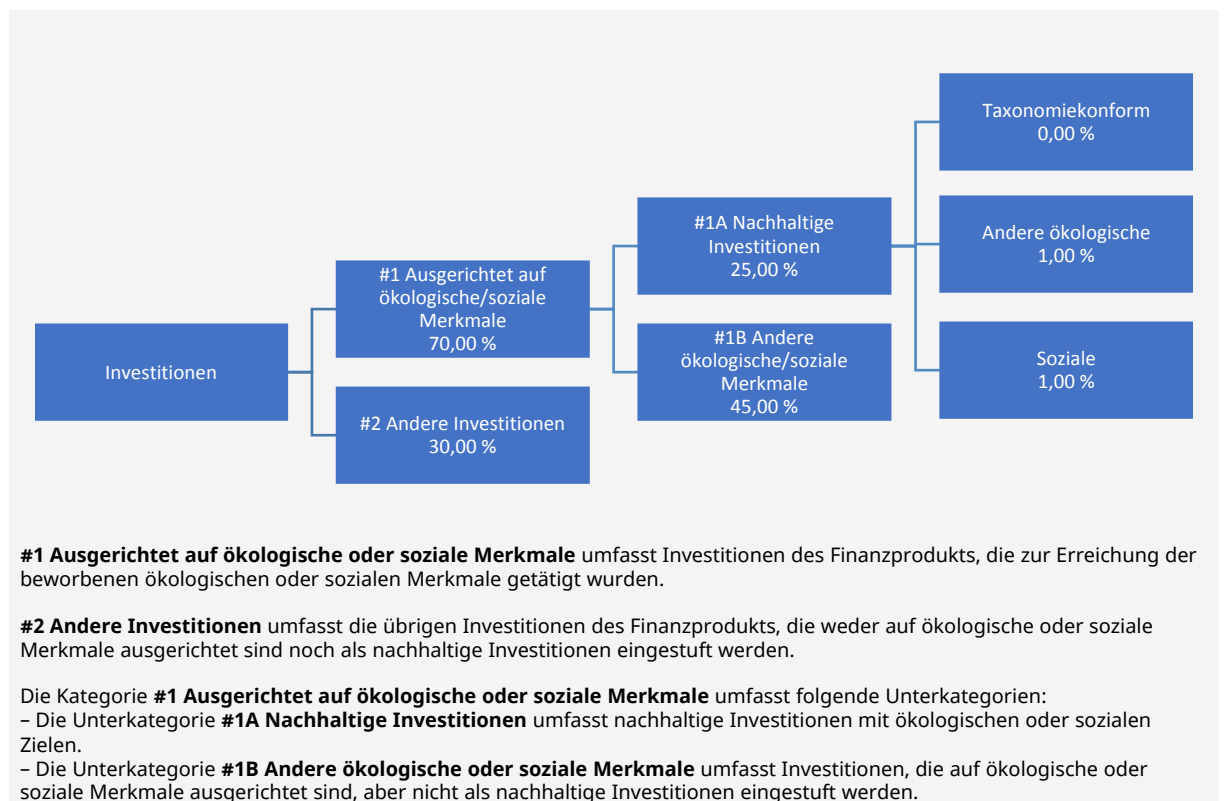 Taxonomiekonform
0,00 %
#1A Nachhaltige
Investitionen
25,00 %
Andere ökologische
1,00 %
#1 Ausgerichtet auf
ökologische/soziale
Merkmale
70,00 %
#1B Andere
ökologische/soziale
Merkmale
45,00 %
Soziale
1,00 %
Investitionen
#2 Andere Investitionen
30,00 %
#1 Ausgerichtet auf ökologische oder soziale Merkmale umfasst Investitionen des Finanzprodukts, die zur Erreichung der
beworbenen ökologischen oder sozialen Merkmale getätigt wurden.
#2 Andere Investitionen umfasst die übrigen Investitionen des Finanzprodukts, die weder auf ökologische oder soziale
Merkmale ausgerichtet sind noch als nachhaltige Investitionen eingestuft werden.
Die Kategorie #1 Ausgerichtet auf ökologische oder soziale Merkmale umfasst folgende Unterkategorien:
– Die Unterkategorie #1A Nachhaltige Investitionen umfasst nachhaltige Investitionen mit ökologischen oder sozialen
Zielen.
– Die Unterkategorie #1B Andere ökologische oder soziale Merkmale umfasst Investitionen, die auf ökologische oder
soziale Merkmale ausgerichtet sind, aber nicht als nachhaltige Investitionen eingestuft werden.